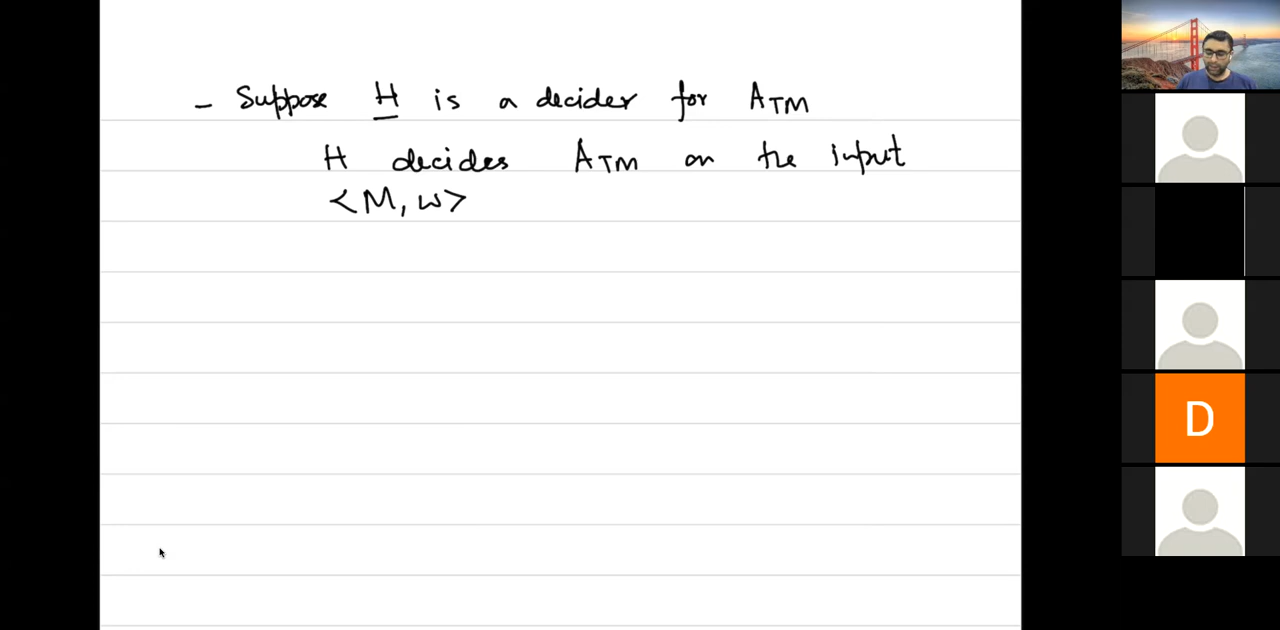 - Suppose H is a decider for ATM
H decides ATM on the input
<M, w>
D